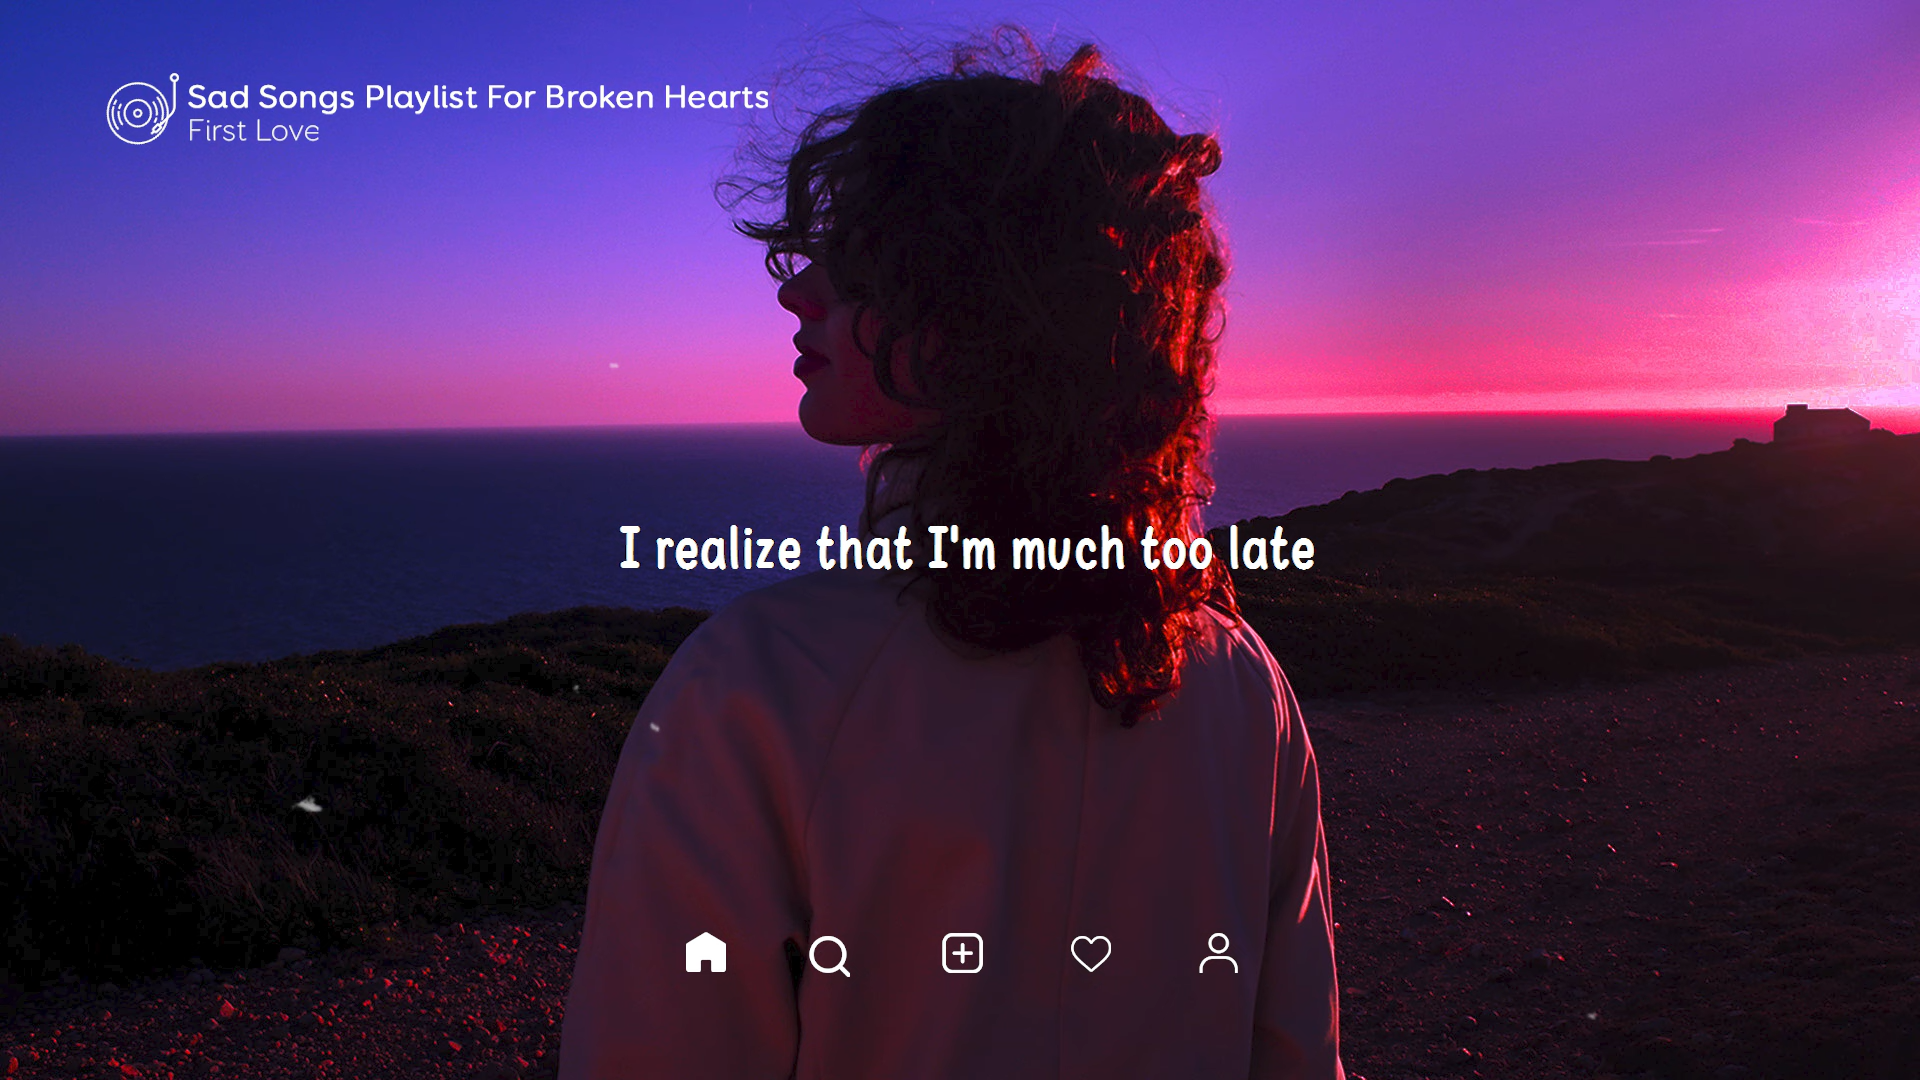 Sad Songs Playlist For Broken Hearts
First Love
I realize that I'm much too late